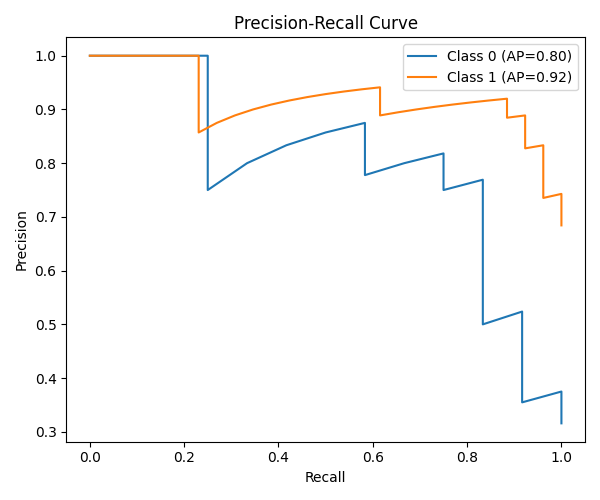 Precision-Recall Curve
Class 0 (AP=0.80)
Class 1 (AP=0.92)
Precision
1.0
0.9
0.8
0.7
0.6
0.5
0.4
0.3
0.0 0.2 0.4 0.6 0.8 1.0
Recall